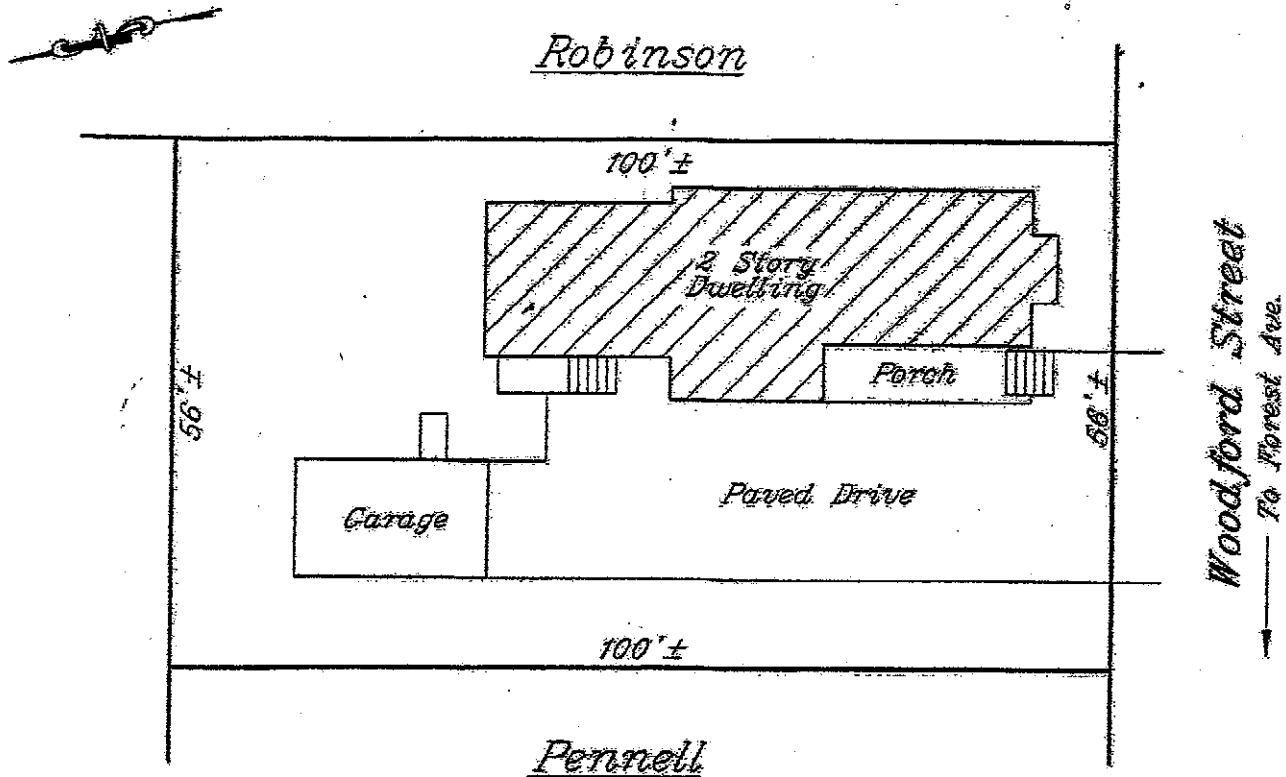 Robinson
100'±
2 Story
Dwelling
Porch
56'±
56'±
Woodford Street
To Forest Ave.
Paved Drive
Garage
100'±
Pennell